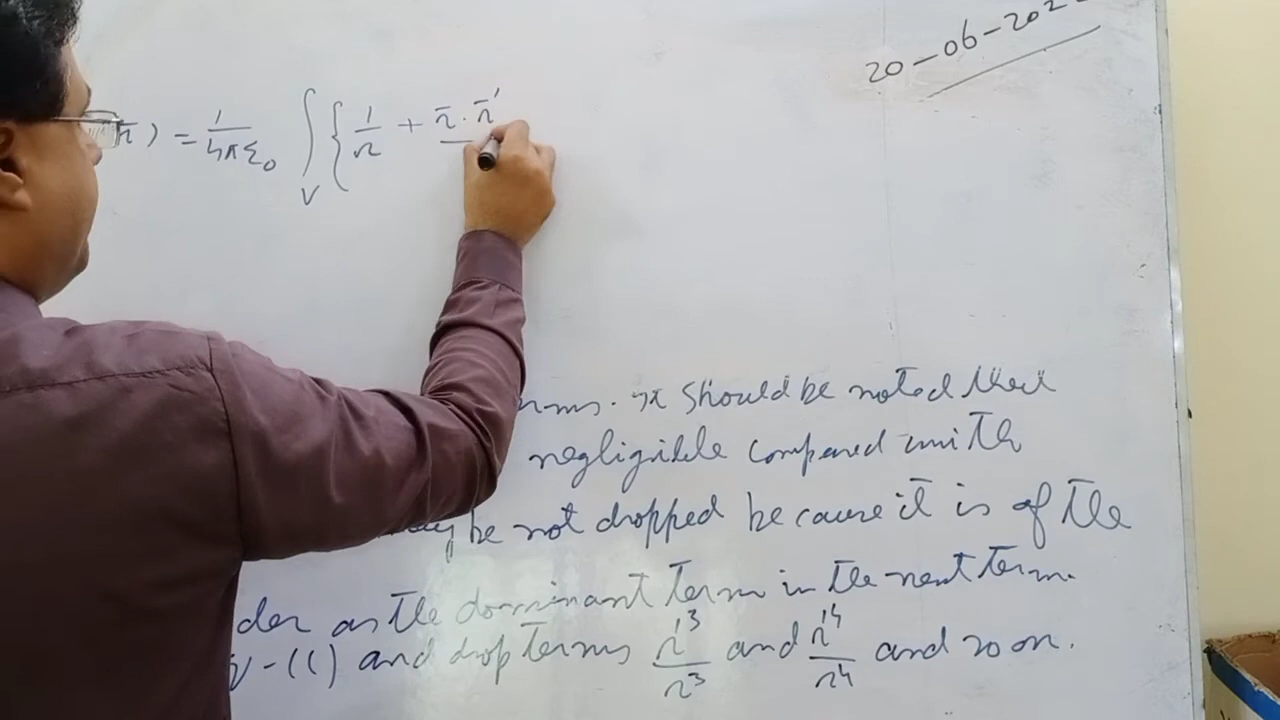 20-06-202
r̄) = 1/4πε₀ ∫V { 1/r + r̄·r̄'
rms. It should be noted that
negligible compared with
may be not dropped because it is of the
der as the dominant term in the next term.
-(1) and drop terms r'³/r³ and r'⁴/r⁴ and so on.